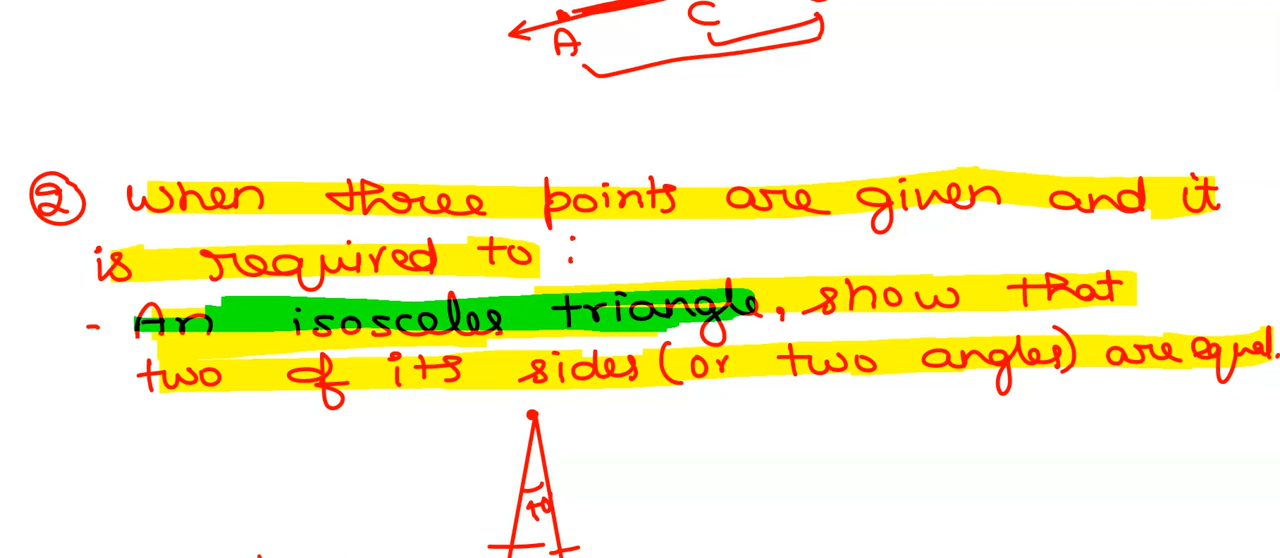 C
A
② when three points are given and it
is required to :
- An isosceles triangle, show that
two of its sides (or two angles) are equal.